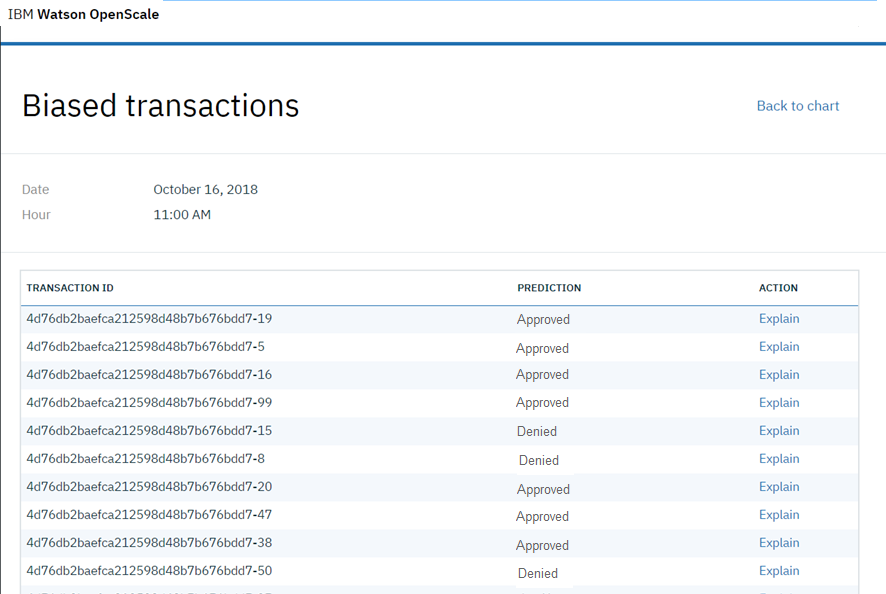 IBM Watson OpenScale
Biased transactions
Back to chart
Date October 16, 2018
Hour 11:00 AM
TRANSACTION ID PREDICTION ACTION
4d76db2baefca212598d48b7b676bdd7-19 Approved Explain
4d76db2baefca212598d48b7b676bdd7-5 Approved Explain
4d76db2baefca212598d48b7b676bdd7-16 Approved Explain
4d76db2baefca212598d48b7b676bdd7-99 Approved Explain
4d76db2baefca212598d48b7b676bdd7-15 Denied Explain
4d76db2baefca212598d48b7b676bdd7-8 Denied Explain
4d76db2baefca212598d48b7b676bdd7-20 Approved Explain
4d76db2baefca212598d48b7b676bdd7-47 Approved Explain
4d76db2baefca212598d48b7b676bdd7-38 Approved Explain
4d76db2baefca212598d48b7b676bdd7-50 Denied Explain